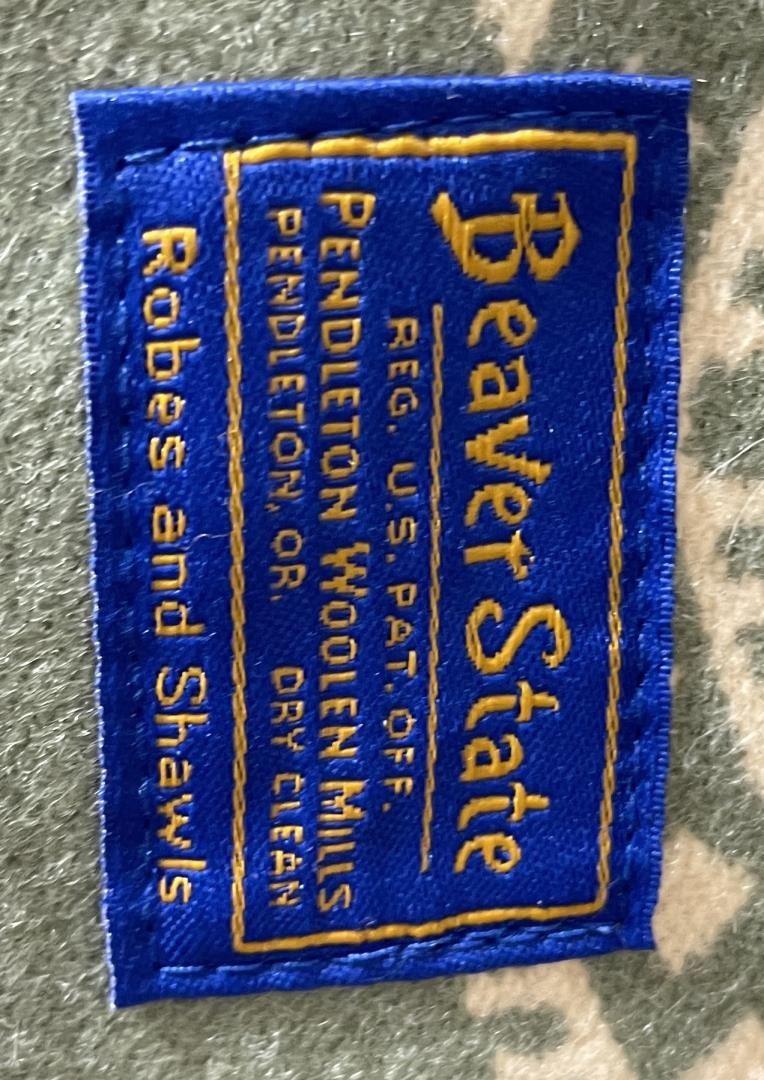 Beaver State
REG. U.S. PAT. OFF.
PENDLETON WOOLEN MILLS
PENDLETON, OR. DRY CLEAN
Robes and Shawls